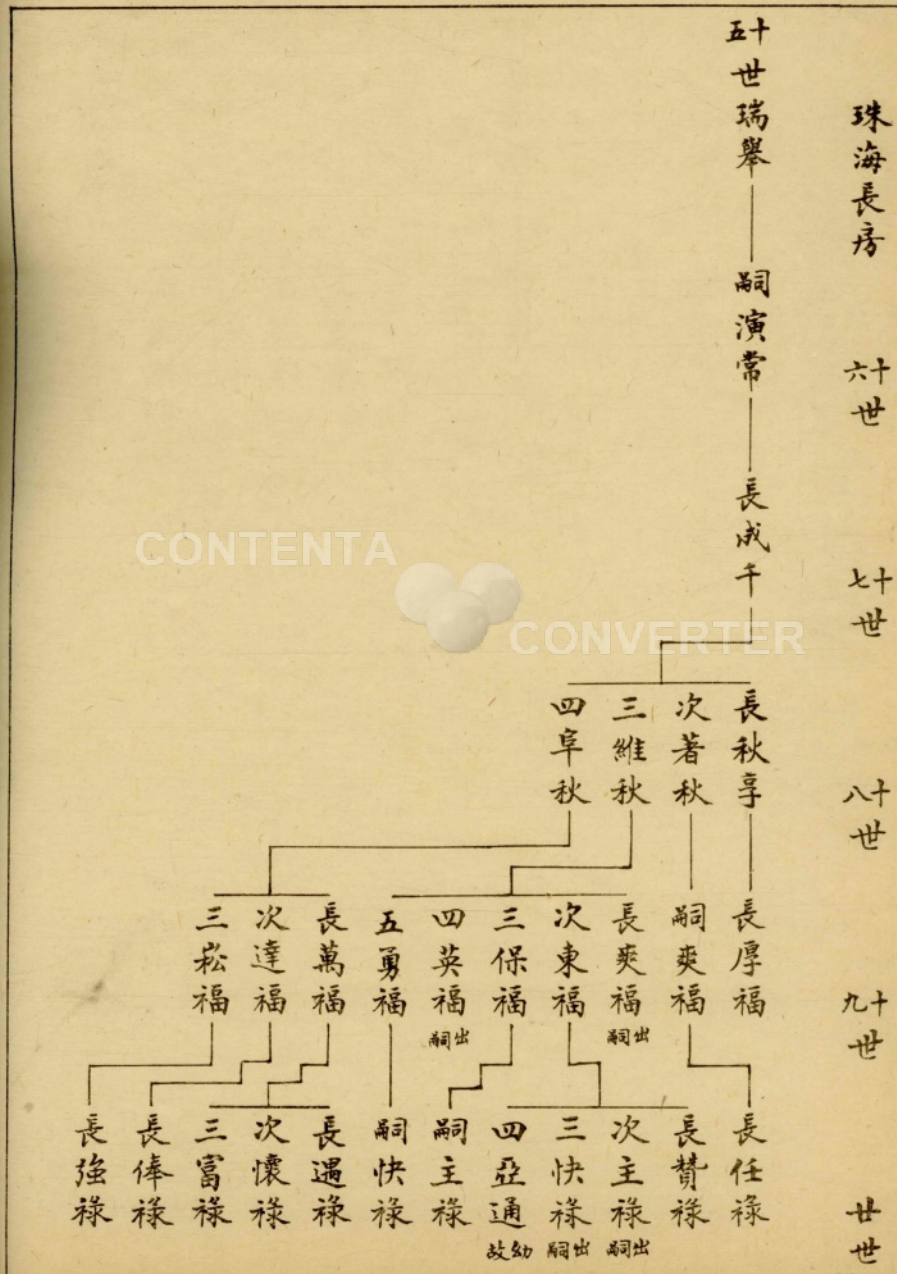 珠海長房
十五世瑞舉
嗣演常
十六世
長成千
十七世
長秋享
次著秋
三維秋
四阜秋
十八世
長厚福
嗣爽福
長爽福 出嗣
次東福
三保福
四英福 出嗣
五勇福
長萬福
次達福
三崧福
十九世
長任祿
長贊祿
次主祿 出嗣
三快祿 出嗣
四亞通 幼故
嗣主祿
嗣快祿
長遇祿
次懷祿
三富祿
長俸祿
長強祿
廿世
CONTENTA
CONVERTER